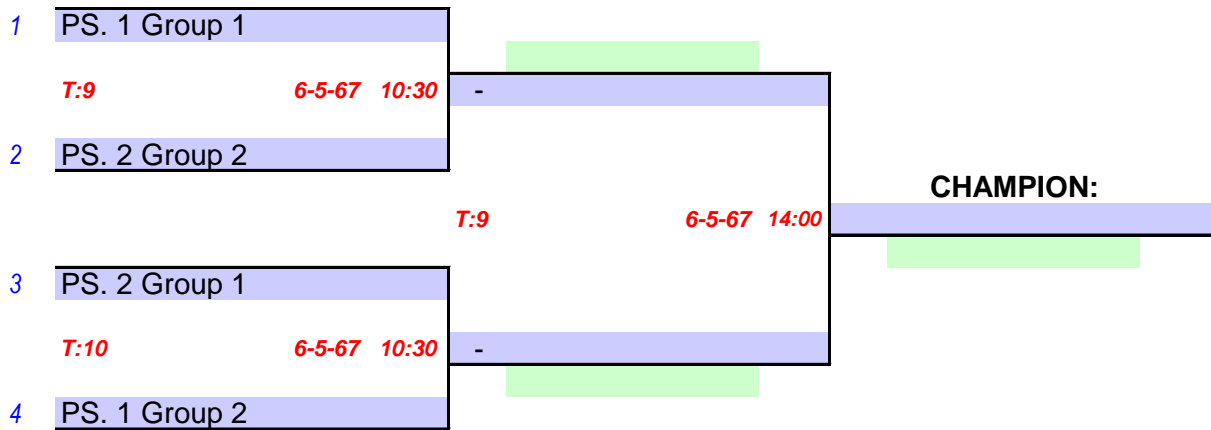 1 PS. 1 Group 1
T:9 6-5-67 10:30 -
2 PS. 2 Group 2
CHAMPION:
T:9 6-5-67 14:00
3 PS. 2 Group 1
T:10 6-5-67 10:30 -
4 PS. 1 Group 2